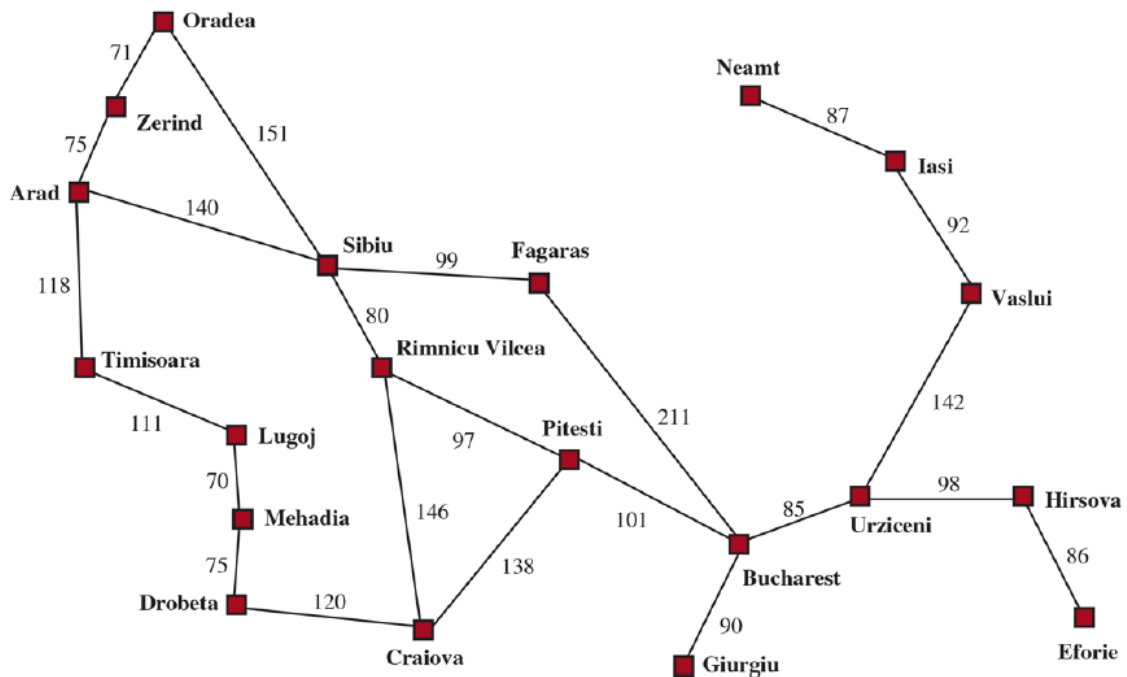 Oradea
71
Neamt
87
Zerind
151
75
Iasi
Arad
140
92
Sibiu
Fagaras
99
118
80
Vaslui
Timisoara
Rimnicu Vilcea
142
111
211
Lugoj
97
Pitesti
70
98
Hirsova
146
85
Urziceni
Mehadia
101
86
75
138
Bucharest
Drobeta
120
90
Craiova
Giurgiu
Eforie